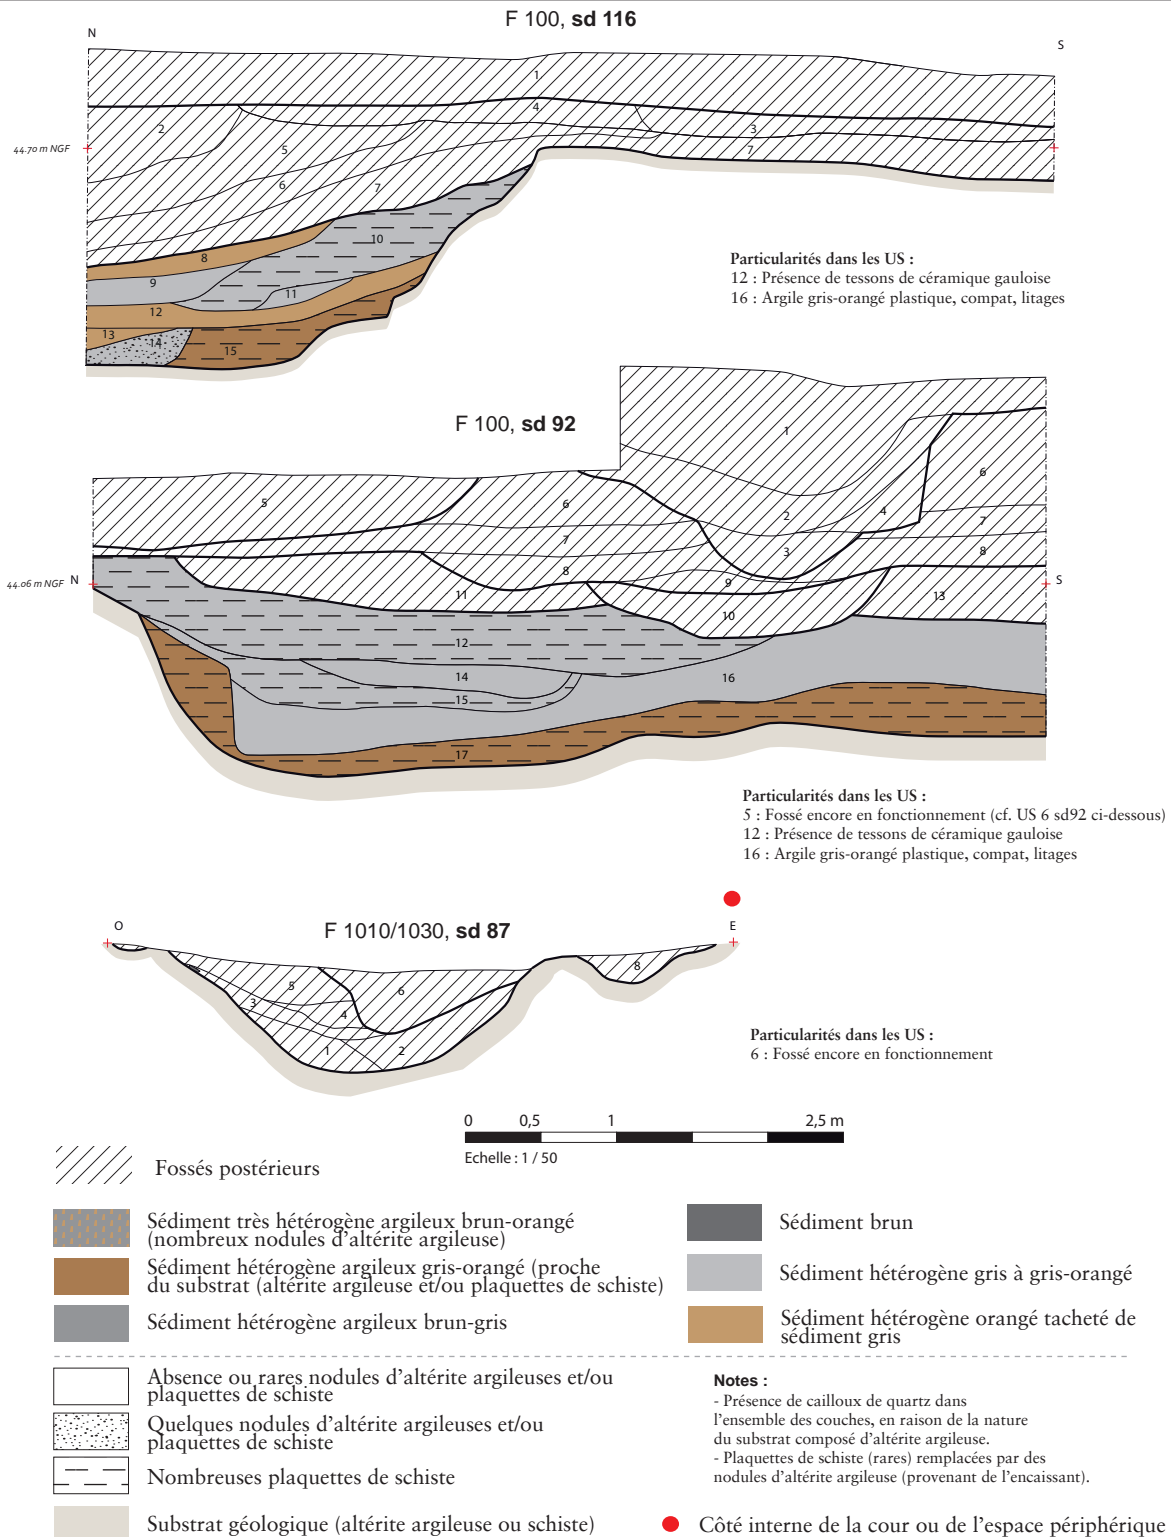 F 100, sd 116
N
S
1
4
2
3
44.70 m NGF
5
7
6
7
10
8
9
11
12
13
14
15
Particularités dans les US :
12 : Présence de tessons de céramique gauloise
16 : Argile gris-orangé plastique, compat, litages
F 100, sd 92
1
6
5
6
2
4
7
7
3
8
8
9
44.06 m NGF
N
S
11
10
13
12
14
16
15
17
Particularités dans les US :
5 : Fossé encore en fonctionnement (cf. US 6 sd92 ci-dessous)
12 : Présence de tessons de céramique gauloise
16 : Argile gris-orangé plastique, compat, litages
F 1010/1030, sd 87
O
E
8
5
6
3
4
1
2
Particularités dans les US :
6 : Fossé encore en fonctionnement
0 0,5 1 2,5 m
Echelle : 1 / 50
Fossés postérieurs
Sédiment très hétérogène argileux brun-orangé
(nombreux nodules d'altérite argileuse)
Sédiment hétérogène argileux gris-orangé (proche
du substrat (altérite argileuse et/ou plaquettes de schiste)
Sédiment hétérogène argileux brun-gris
Sédiment brun
Sédiment hétérogène gris à gris-orangé
Sédiment hétérogène orangé tacheté de
sédiment gris
Absence ou rares nodules d'altérite argileuses et/ou
plaquettes de schiste
Quelques nodules d'altérite argileuses et/ou
plaquettes de schiste
Nombreuses plaquettes de schiste
Substrat géologique (altérite argileuse ou schiste)
Notes :
- Présence de cailloux de quartz dans
l'ensemble des couches, en raison de la nature
du substrat composé d'altérite argileuse.
- Plaquettes de schiste (rares) remplacées par des
nodules d'altérite argileuse (provenant de l'encaissant).
Côté interne de la cour ou de l'espace périphérique